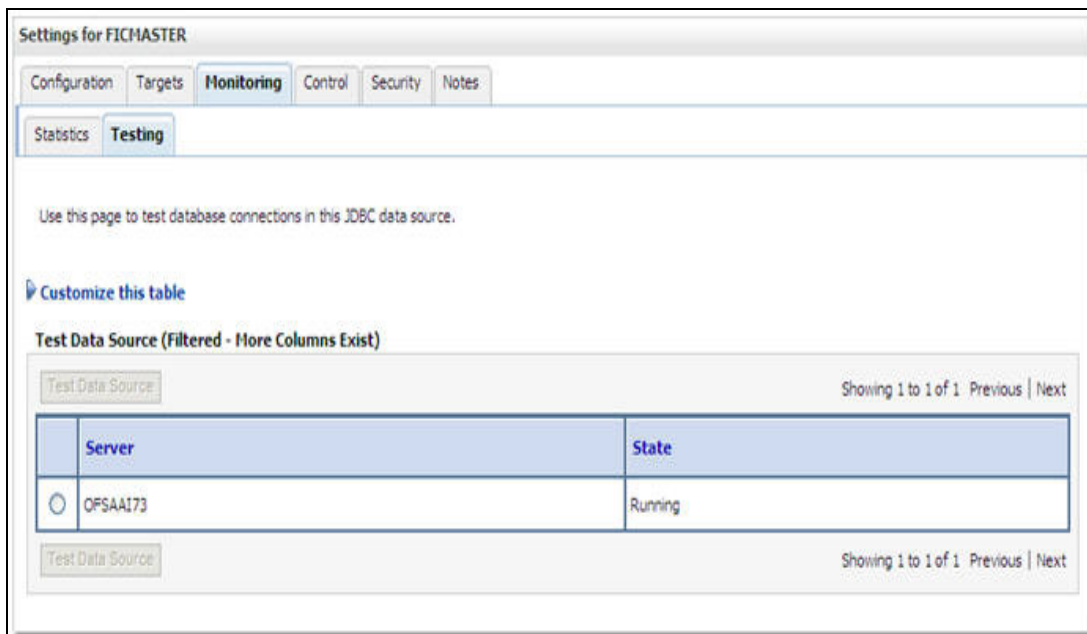 Settings for FICMASTER
Configuration Targets Monitoring Control Security Notes
Statistics Testing
Use this page to test database connections in this JDBC data source.
Customize this table
Test Data Source (Filtered - More Columns Exist)
Test Data Source Showing 1 to 1 of 1 Previous | Next
Server State
OFSAAI73 Running
Test Data Source Showing 1 to 1 of 1 Previous | Next